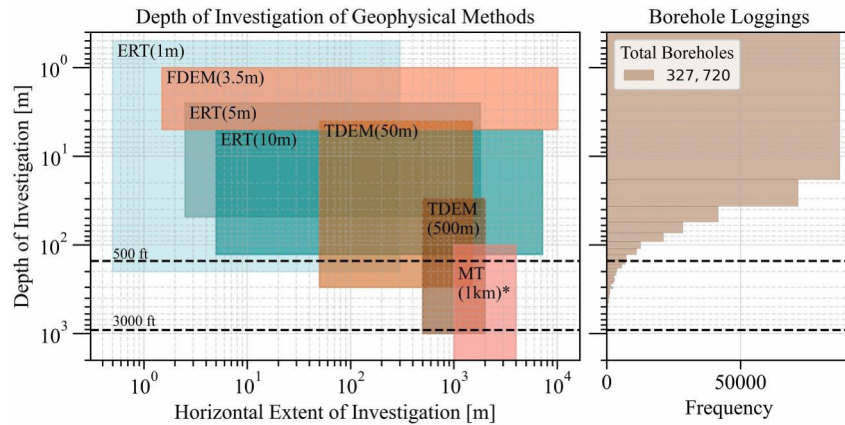 Depth of Investigation of Geophysical Methods
Borehole Loggings
Depth of Investigation [m]
10⁰
10¹
10²
10³
ERT(1m)
FDEM(3.5m)
ERT(5m)
ERT(10m)
TDEM(50m)
TDEM
(500m)
MT
(1km)*
500 ft
3000 ft
10⁰
10¹
10²
10³
10⁴
Horizontal Extent of Investigation [m]
Total Boreholes
327,720
0
50000
Frequency